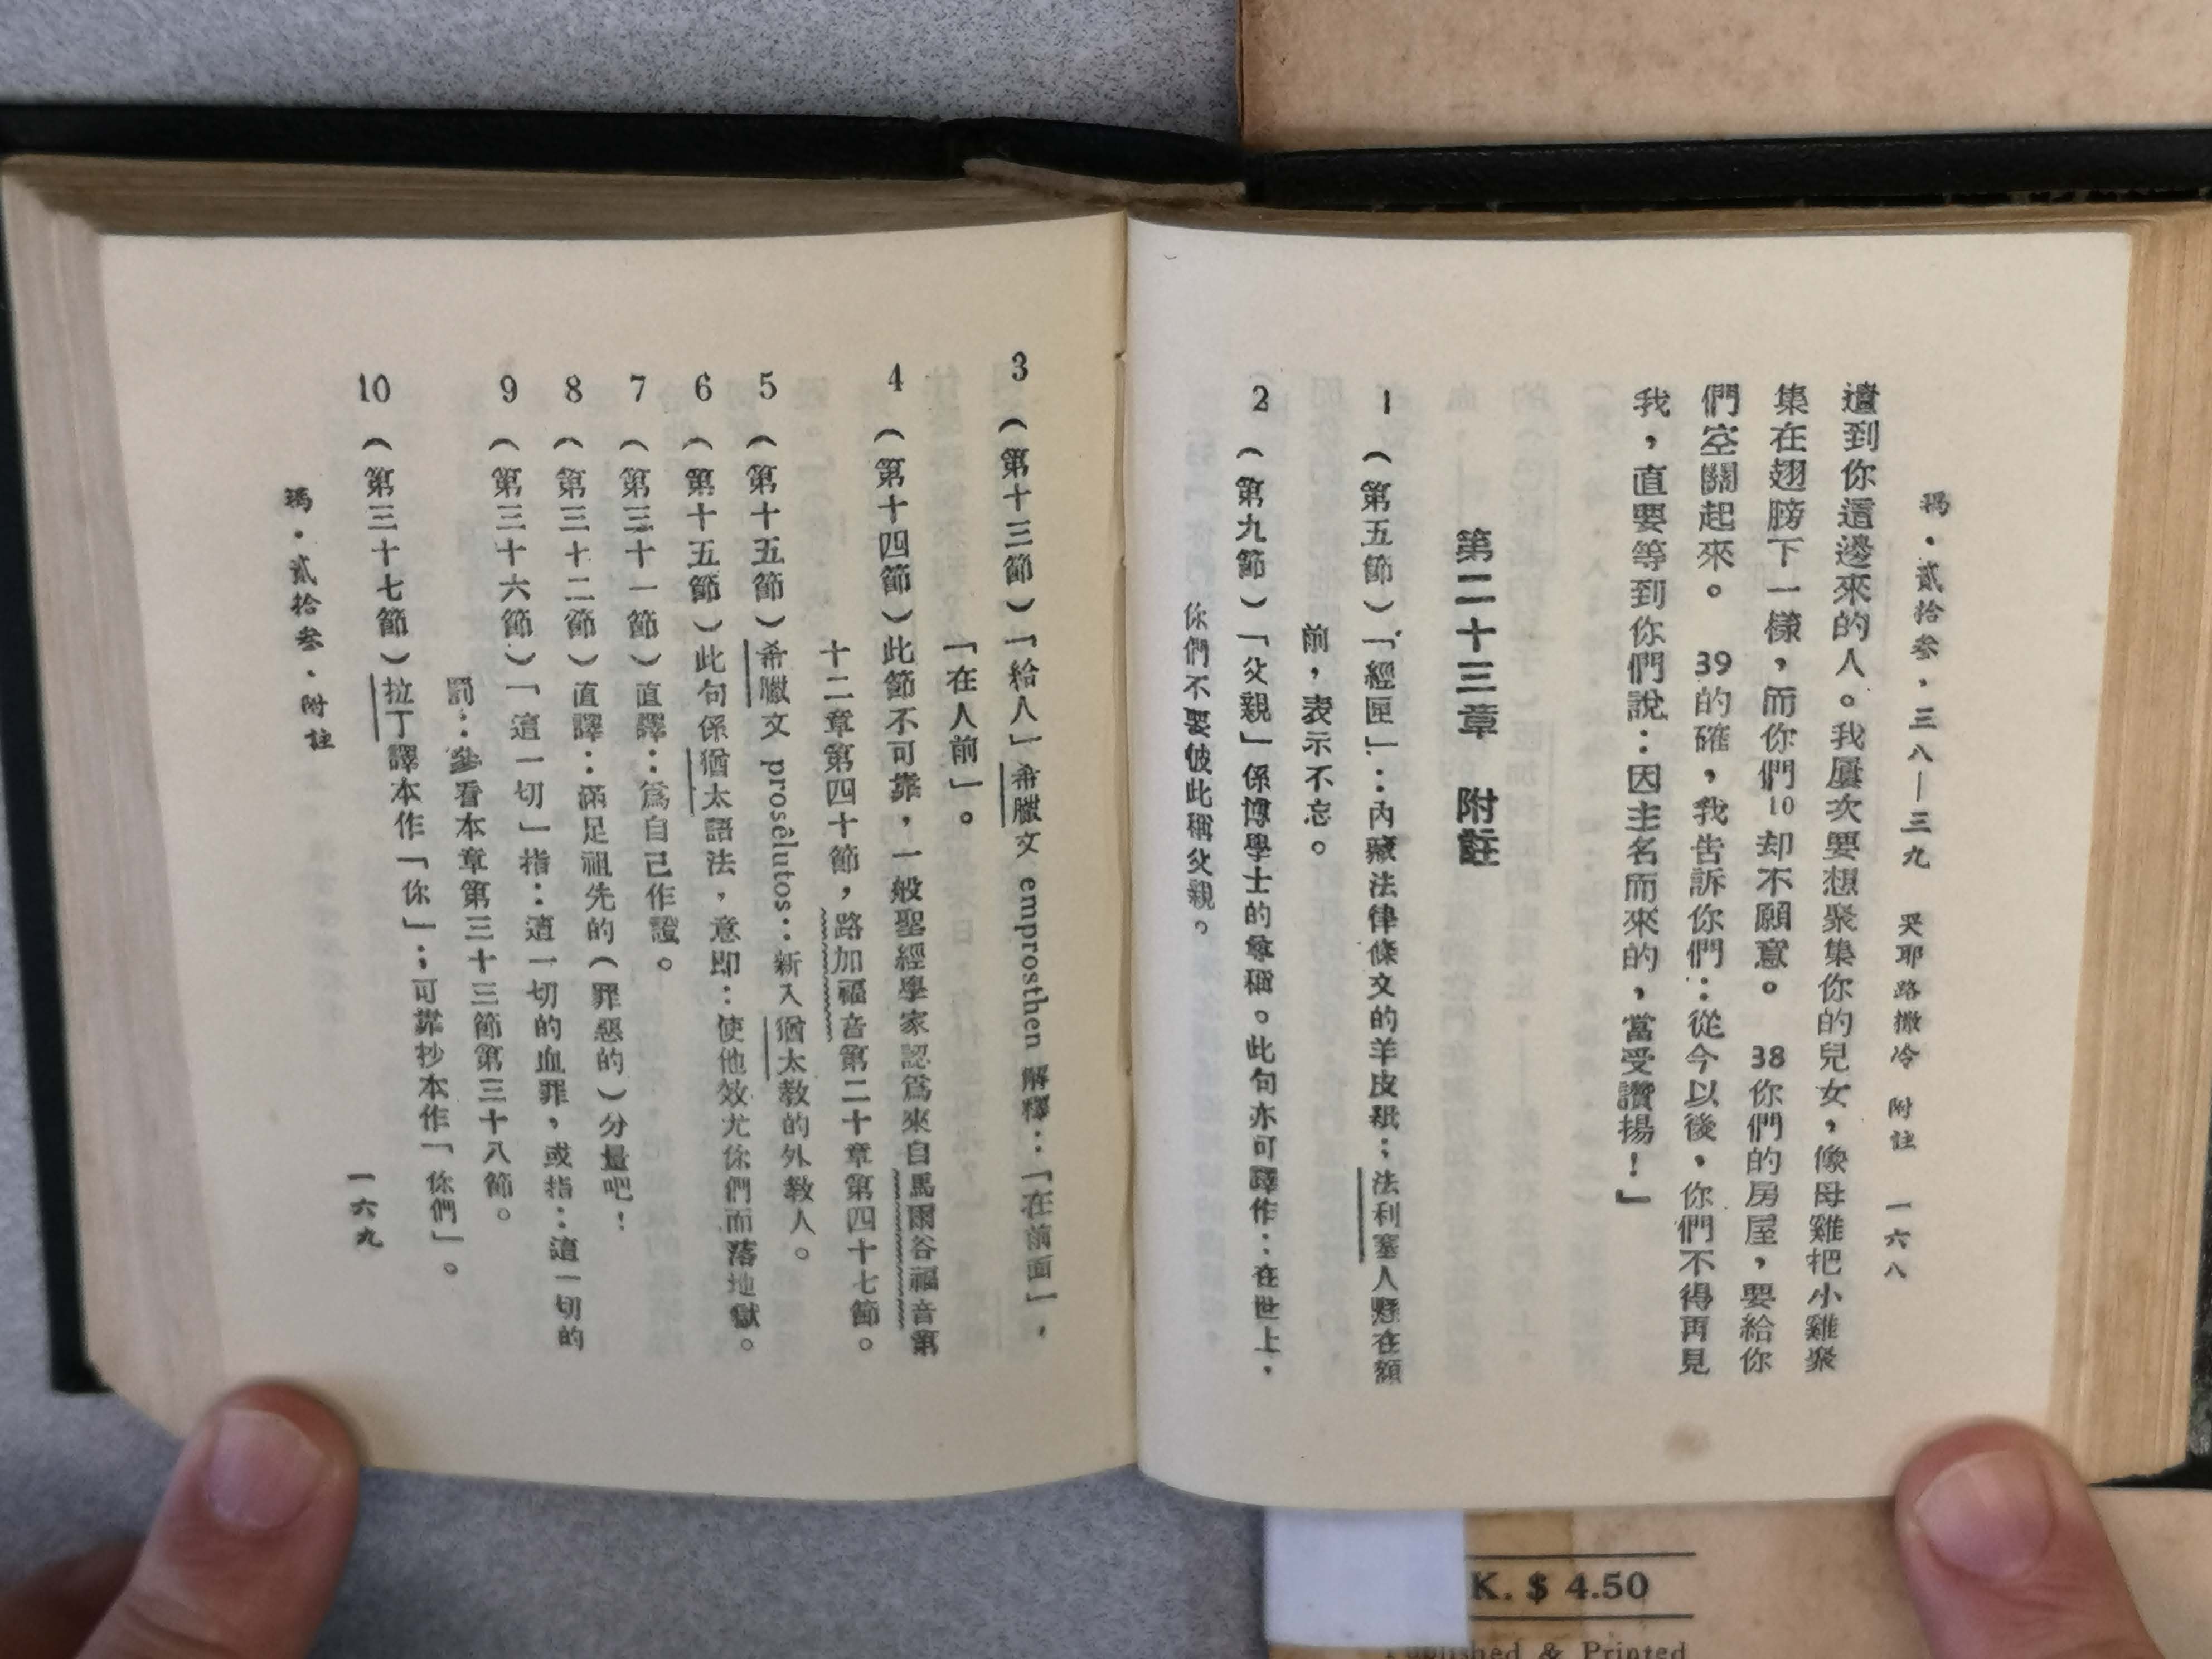 瑪．貳拾叁．三八—三九　哭耶路撒冷　附註　一六八
遣到你這邊來的人。我屢次要想聚集你的兒女，像母雞把小雞聚
集在翅膀下一樣，而你們10却不願意。　38你們的房屋，要給你
們空闊起來。　39的確，我告訴你們：從今以後，你們不得再見
我，直要等到你們說：因主名而來的，當受讚揚！」
第二十三章　附註
1（第五節）「經匣」：內藏法律條文的羊皮紙；法利塞人懸在額
前，表示不忘。
2（第九節）「父親」係博學士的尊稱。此句亦可譯作：在世上，
你們不要彼此稱父親。
3（第十三節）「給人」希臘文 emprosthen 解釋：「在前面」，
「在人前」。
4（第十四節）此節不可靠，一般聖經學家認爲來自馬爾谷福音第
十二章第四十節，路加福音第二十章第四十七節。
5（第十五節）希臘文 prosêlutos：新入猶太教的外教人。
6（第十五節）此句係猶太語法，意即：使他效尤你們而落地獄。
7（第三十一節）直譯：爲自己作證。
8（第三十二節）直譯：滿足祖先的（罪惡的）分量吧！
9（第三十六節）「這一切」指：這一切的血罪，或指：這一切的
罰：參看本章第三十三節第三十八節。
10（第三十七節）拉丁譯本作「你」；可靠抄本作「你們」。
瑪．貳拾叁．附註　一六九
K. $ 4.50
Published & Printed